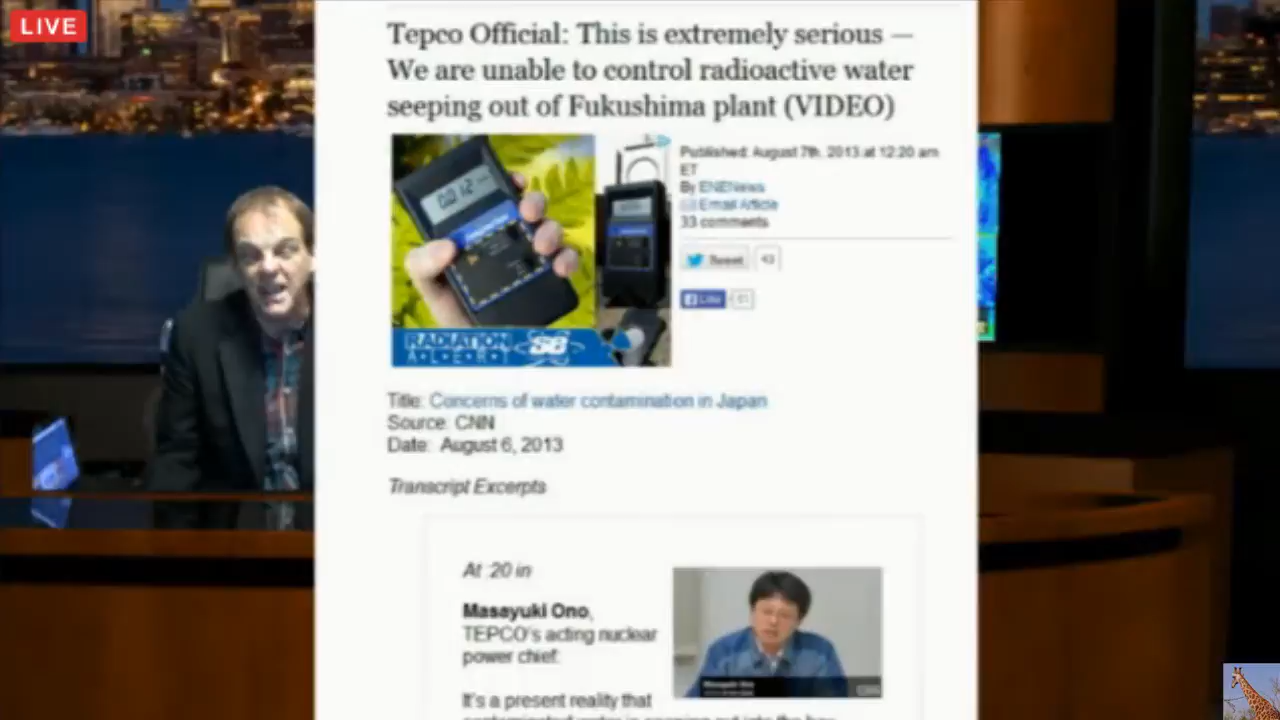 LIVE
Tepco Official: This is extremely serious —
We are unable to control radioactive water
seeping out of Fukushima plant (VIDEO)
Published: August 7th, 2013 at 12:20 am
ET
By ENENews
Email Article
33 comments
Tweet 43
Like
RADIATION
A•L•E•R•T
Title: Concerns of water contamination in Japan
Source: CNN
Date: August 6, 2013
Transcript Excerpts
At :20 in
Masayuki Ono,
TEPCO's acting nuclear
power chief:
It's a present reality that